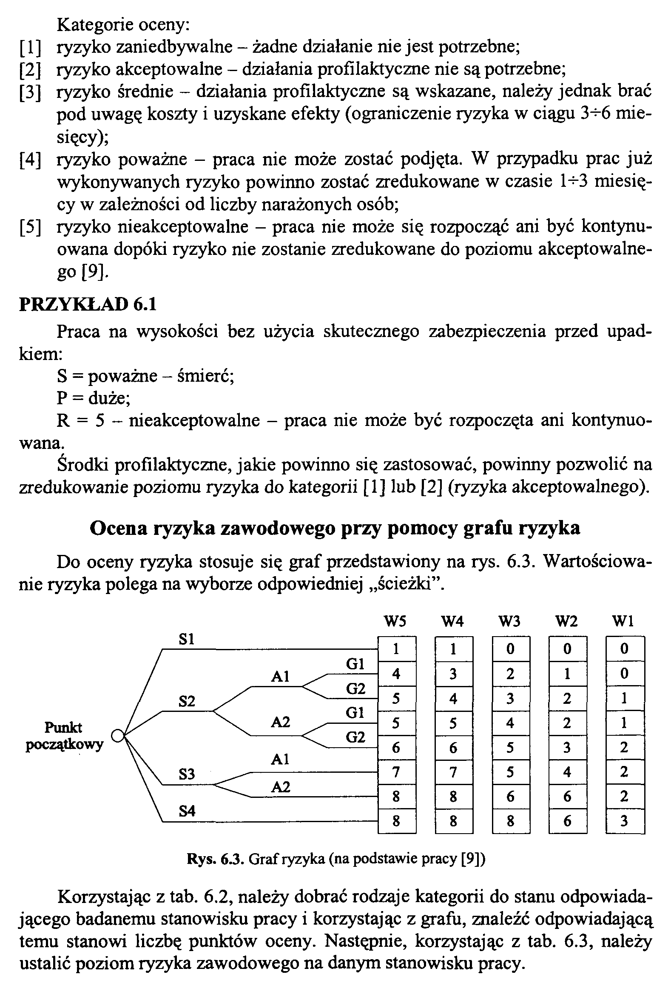 Kategorie oceny:
[1] ryzyko zaniedbywalne – żadne działanie nie jest potrzebne;
[2] ryzyko akceptowalne – działania profilaktyczne nie są potrzebne;
[3] ryzyko średnie – działania profilaktyczne są wskazane, należy jednak brać
pod uwagę koszty i uzyskane efekty (ograniczenie ryzyka w ciągu 3÷6 mie-
sięcy);
[4] ryzyko poważne – praca nie może zostać podjęta. W przypadku prac już
wykonywanych ryzyko powinno zostać zredukowane w czasie 1÷3 miesię-
cy w zależności od liczby narażonych osób;
[5] ryzyko nieakceptowalne – praca nie może się rozpocząć ani być kontynu-
owana dopóki ryzyko nie zostanie zredukowane do poziomu akceptowalne-
go [9].
PRZYKŁAD 6.1
Praca na wysokości bez użycia skutecznego zabezpieczenia przed upad-
kiem:
S = poważne – śmierć;
P = duże;
R = 5 – nieakceptowalne – praca nie może być rozpoczęta ani kontynuo-
wana.
Środki profilaktyczne, jakie powinno się zastosować, powinny pozwolić na
zredukowanie poziomu ryzyka do kategorii [1] lub [2] (ryzyka akceptowalnego).
Ocena ryzyka zawodowego przy pomocy grafu ryzyka
Do oceny ryzyka stosuje się graf przedstawiony na rys. 6.3. Wartościowa-
nie ryzyka polega na wyborze odpowiedniej „ścieżki”.
W5 W4 W3 W2 W1
S1
1 1 0 0 0
G1
A1
4 3 2 1 0
G2
S2
5 4 3 2 1
G1
A2
5 5 4 2 1
Punkt
początkowy
G2
6 6 5 3 2
A1
S3
7 7 5 4 2
A2
8 8 6 6 2
S4
8 8 8 6 3
Rys. 6.3. Graf ryzyka (na podstawie pracy [9])
Korzystając z tab. 6.2, należy dobrać rodzaje kategorii do stanu odpowiada-
jącego badanemu stanowisku pracy i korzystając z grafu, znaleźć odpowiadającą
temu stanowi liczbę punktów oceny. Następnie, korzystając z tab. 6.3, należy
ustalić poziom ryzyka zawodowego na danym stanowisku pracy.